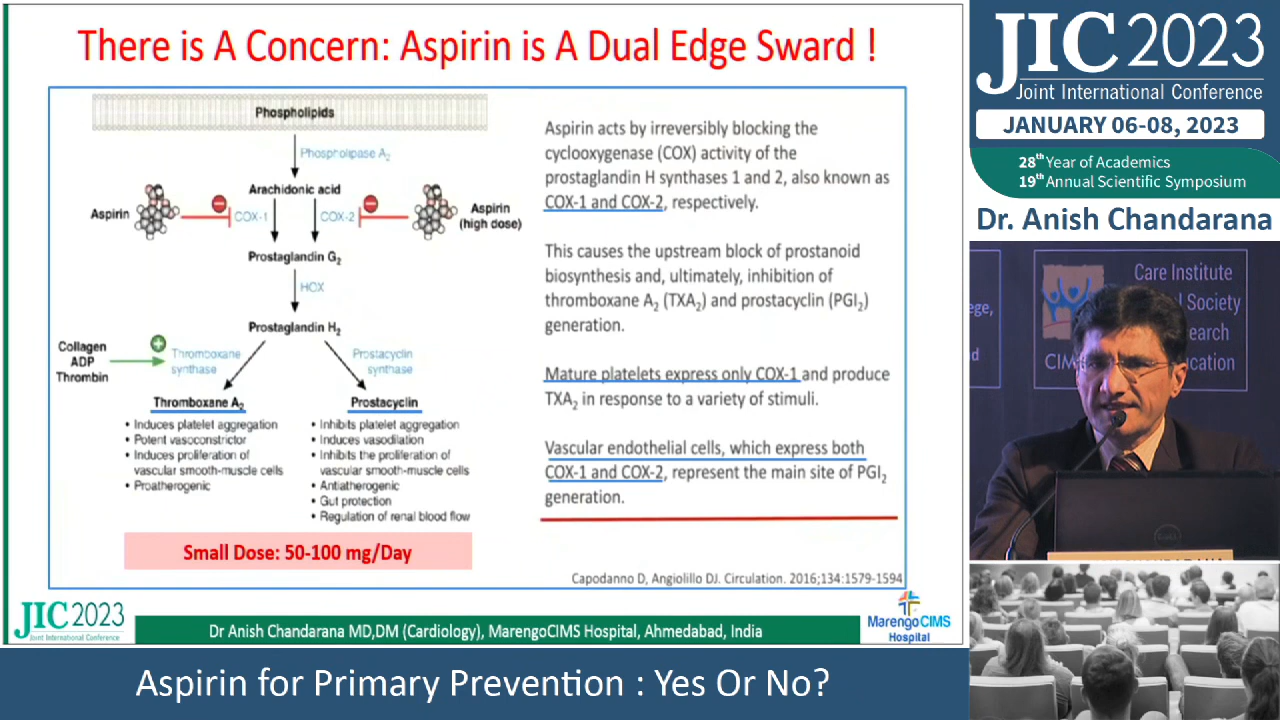 There is A Concern: Aspirin is A Dual Edge Sward !
Phospholipids
Phospholipase A₂
Arachidonic acid
Aspirin
COX-1
COX-2
Aspirin
(high dose)
Prostaglandin G₂
HOX
Prostaglandin H₂
Collagen
ADP
Thrombin
Thromboxane
synthase
Prostacyclin
synthase
Thromboxane A₂
• Induces platelet aggregation
• Potent vasoconstrictor
• Induces proliferation of
vascular smooth-muscle cells
• Proatherogenic
Prostacyclin
• Inhibits platelet aggregation
• Induces vasodilation
• Inhibits the proliferation of
vascular smooth-muscle cells
• Antiatherogenic
• Gut protection
• Regulation of renal blood flow
Small Dose: 50-100 mg/Day
Aspirin acts by irreversibly blocking the
cyclooxygenase (COX) activity of the
prostaglandin H synthases 1 and 2, also known as
COX-1 and COX-2, respectively.
This causes the upstream block of prostanoid
biosynthesis and, ultimately, inhibition of
thromboxane A₂ (TXA₂) and prostacyclin (PGI₂)
generation.
Mature platelets express only COX-1 and produce
TXA₂ in response to a variety of stimuli.
Vascular endothelial cells, which express both
COX-1 and COX-2, represent the main site of PGI₂
generation.
Capodanno D, Angiolillo DJ. Circulation. 2016;134:1579-1594
JIC 2023
Joint International Conference
Dr Anish Chandarana MD,DM (Cardiology), MarengoCIMS Hospital, Ahmedabad, India
Marengo CIMS
Hospital
Aspirin for Primary Prevention : Yes Or No?
JIC 2023
Joint International Conference
JANUARY 06-08, 2023
28th Year of Academics
19th Annual Scientific Symposium
Dr. Anish Chandarana
Care Institute
Society
CIM
DELL